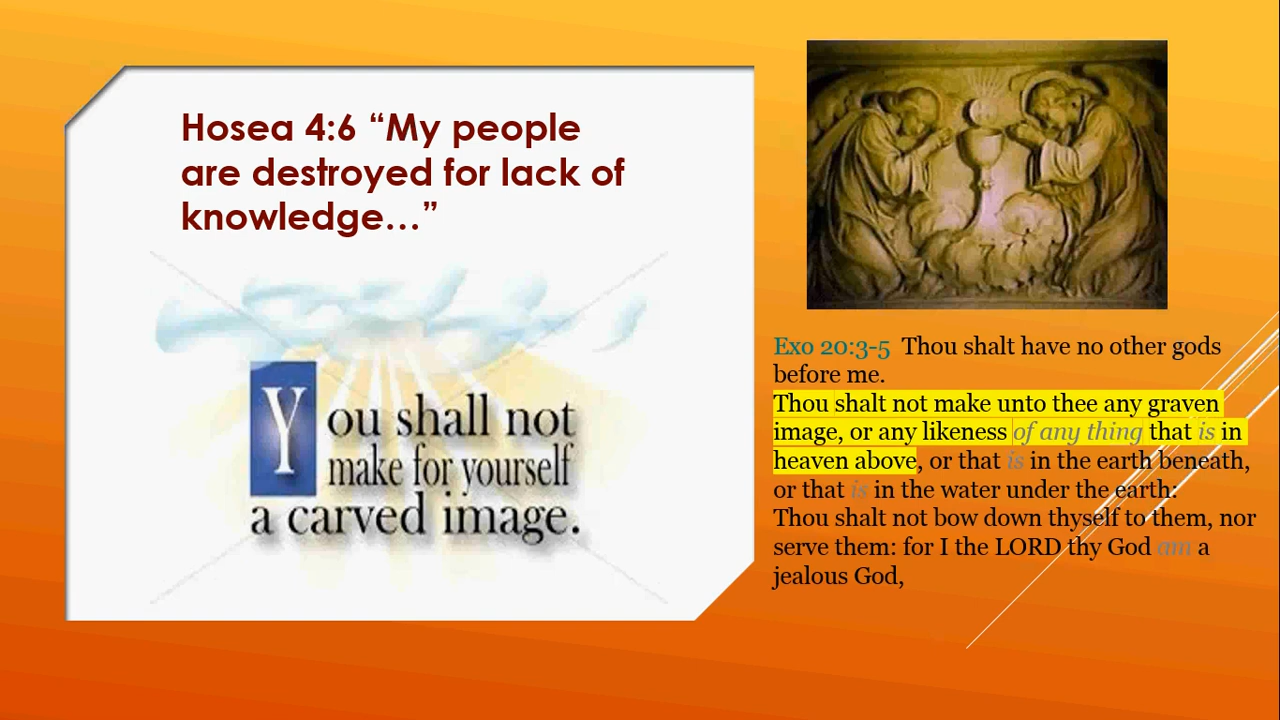 Hosea 4:6 “My people
are destroyed for lack of
knowledge…”
You shall not
make for yourself
a carved image.
Exo 20:3-5  Thou shalt have no other gods
before me.
Thou shalt not make unto thee any graven
image, or any likeness of any thing that is in
heaven above, or that is in the earth beneath,
or that is in the water under the earth:
Thou shalt not bow down thyself to them, nor
serve them: for I the LORD thy God am a
jealous God,